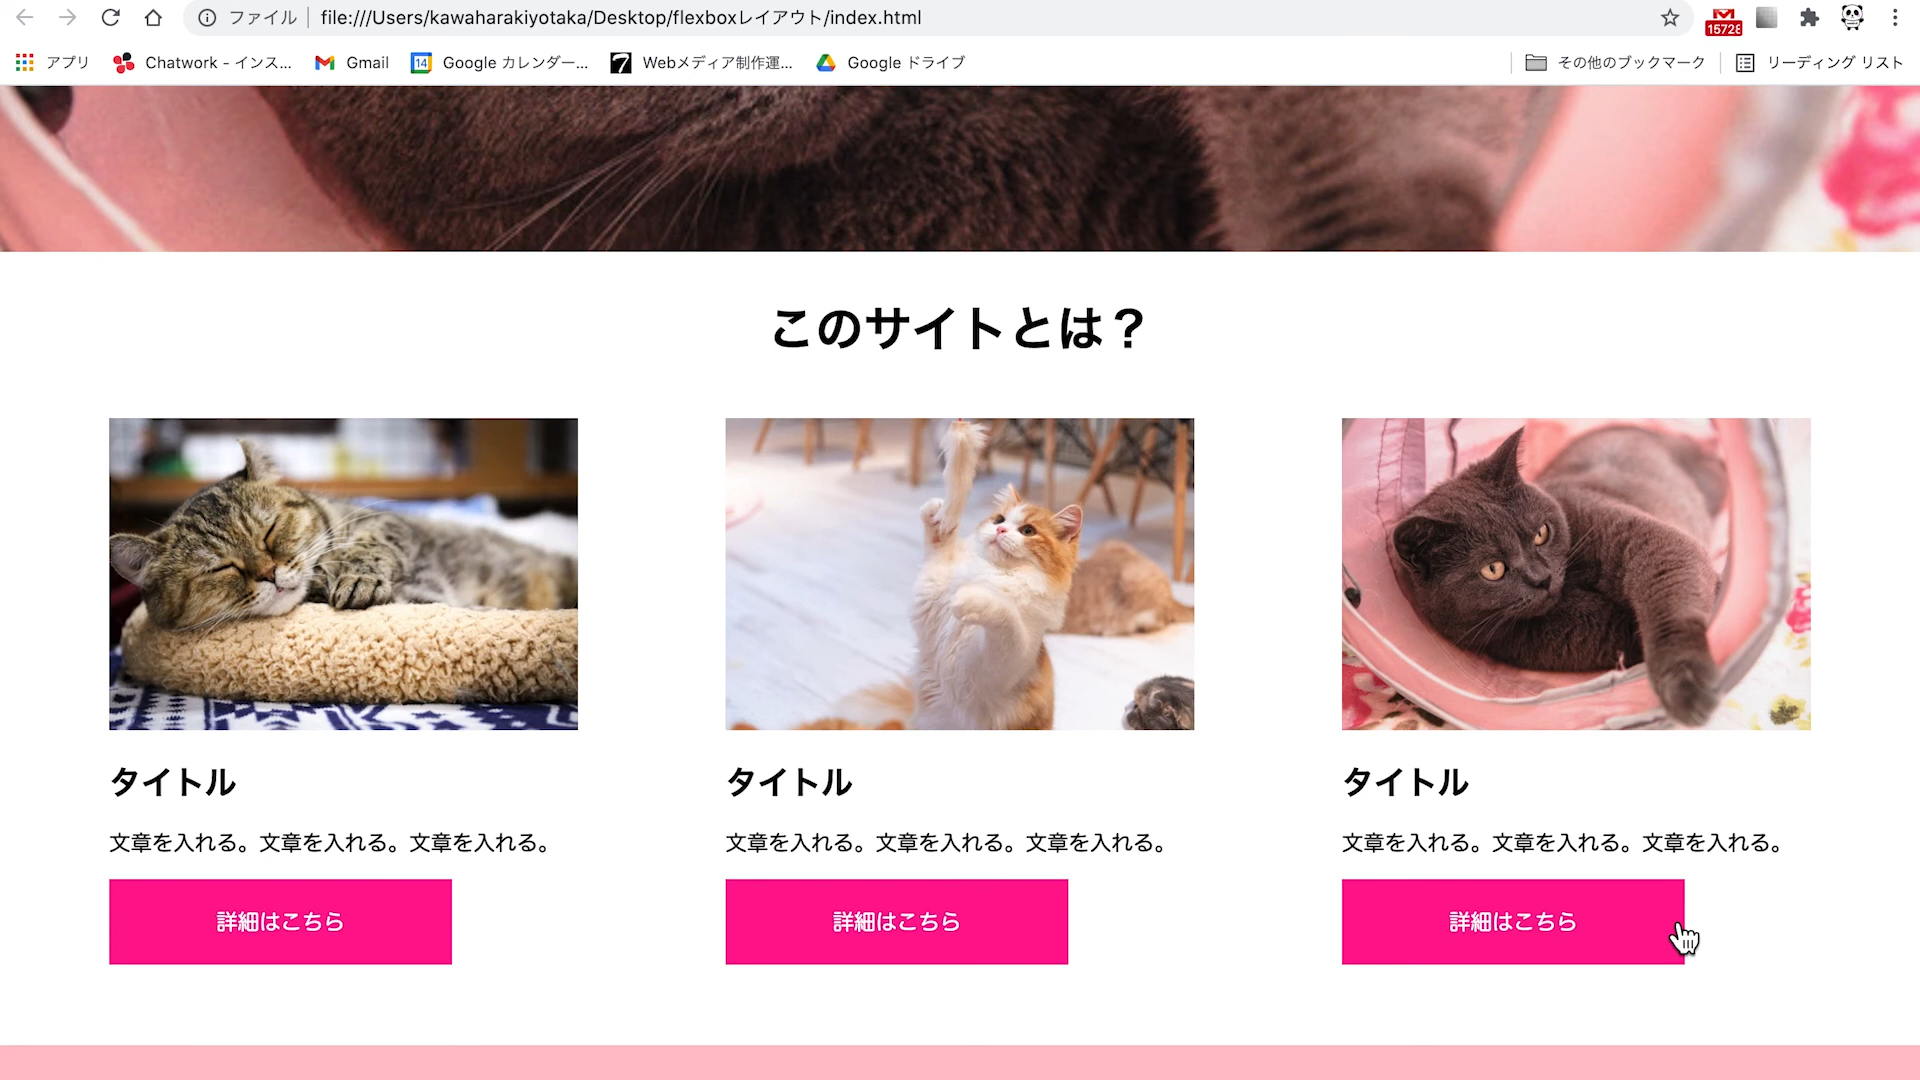 ファイル file:///Users/kawaharakiyotaka/Desktop/flexboxレイアウト/index.html 15728
アプリ Chatwork - インス... Gmail 14 Google カレンダー... Webメディア制作運... Google ドライブ その他のブックマーク リーディング リスト
このサイトとは？
タイトル タイトル タイトル
文章を入れる。文章を入れる。文章を入れる。 文章を入れる。文章を入れる。文章を入れる。 文章を入れる。文章を入れる。文章を入れる。
詳細はこちら 詳細はこちら 詳細はこちら